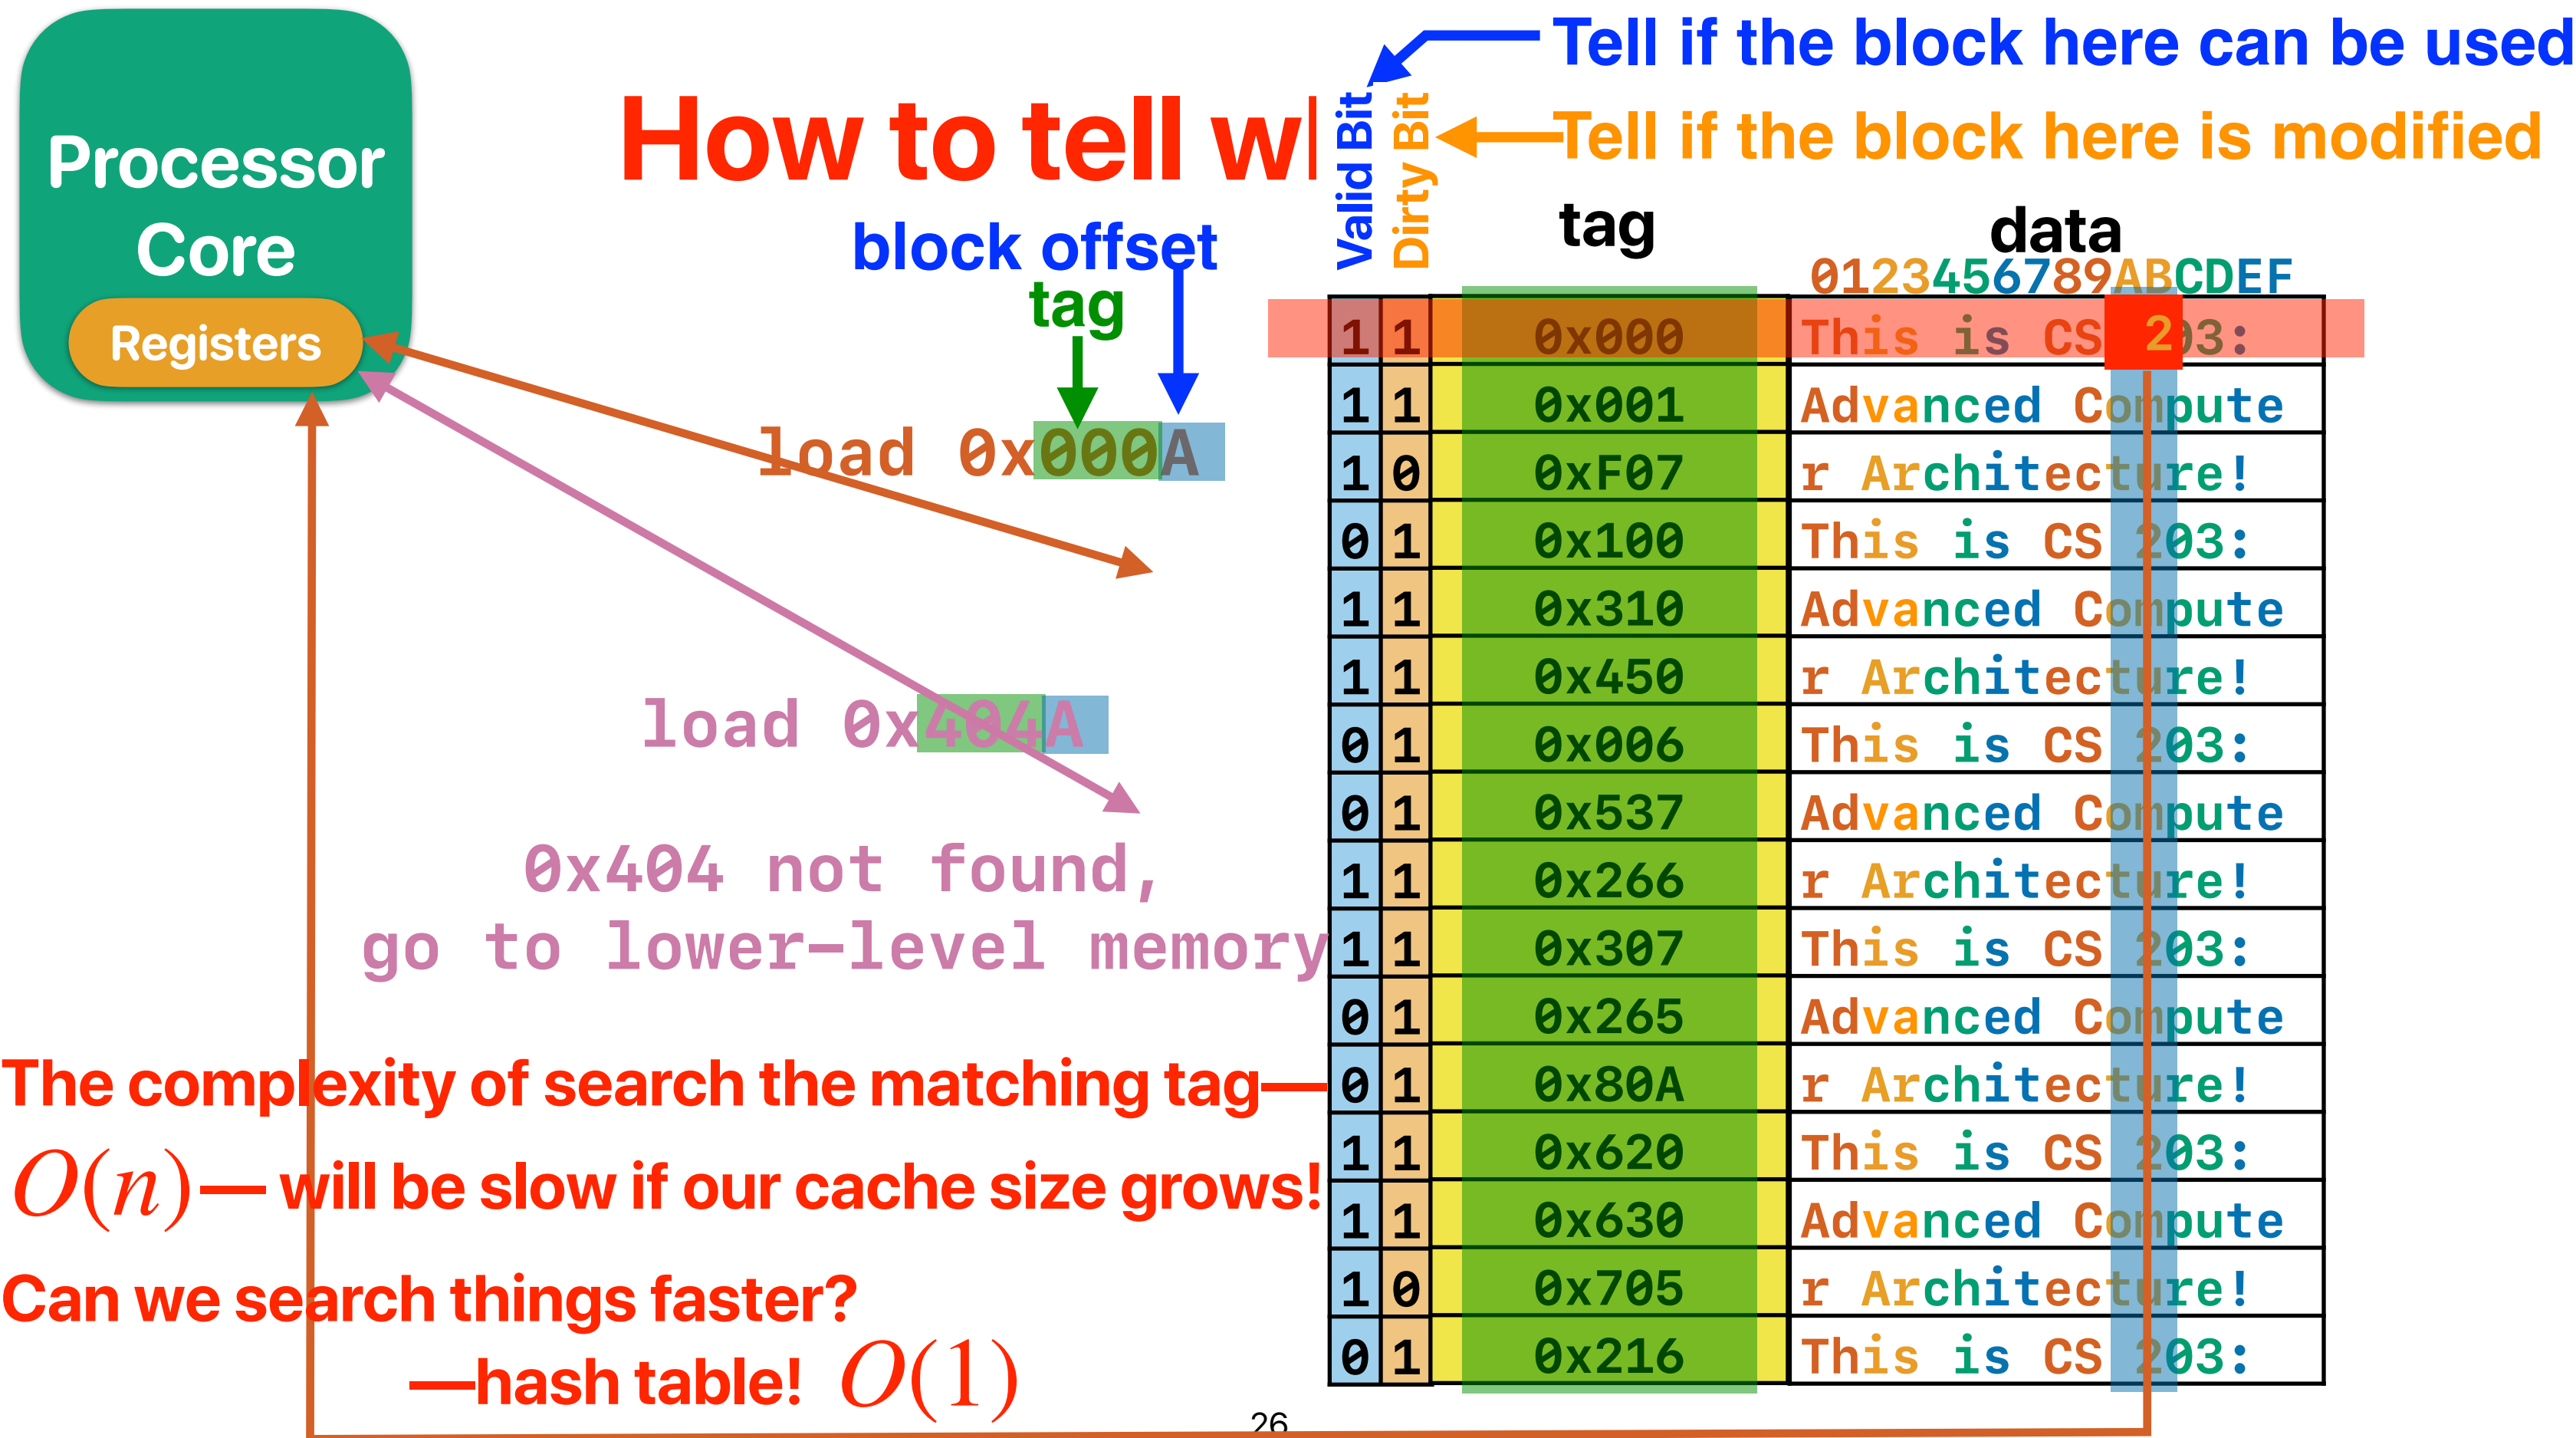 Processor
Core
Registers
How to tell w
block offset
tag
load 0x000A
load 0x404A
0x404 not found,
go to lower-level memory
The complexity of search the matching tag—
O(n) — will be slow if our cache size grows!
Can we search things faster?
—hash table! O(1)
Tell if the block here can be used
Tell if the block here is modified
Valid Bit
Dirty Bit
tag
data
0123456789ABCDEF
1 1 0x000 This is CS 203:
1 1 0x001 Advanced Compute
1 0 0xF07 r Architecture!
0 1 0x100 This is CS 203:
1 1 0x310 Advanced Compute
1 1 0x450 r Architecture!
0 1 0x006 This is CS 203:
0 1 0x537 Advanced Compute
1 1 0x266 r Architecture!
1 1 0x307 This is CS 203:
0 1 0x265 Advanced Compute
0 1 0x80A r Architecture!
1 1 0x620 This is CS 203:
1 1 0x630 Advanced Compute
1 0 0x705 r Architecture!
0 1 0x216 This is CS 203:
26